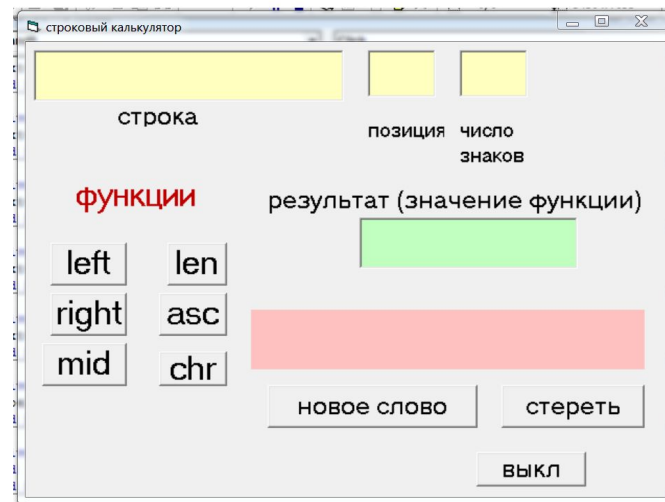 строковый калькулятор
строка
позиция
число
знаков
функции
результат (значение функции)
left
len
right
asc
mid
chr
новое слово
стереть
выкл